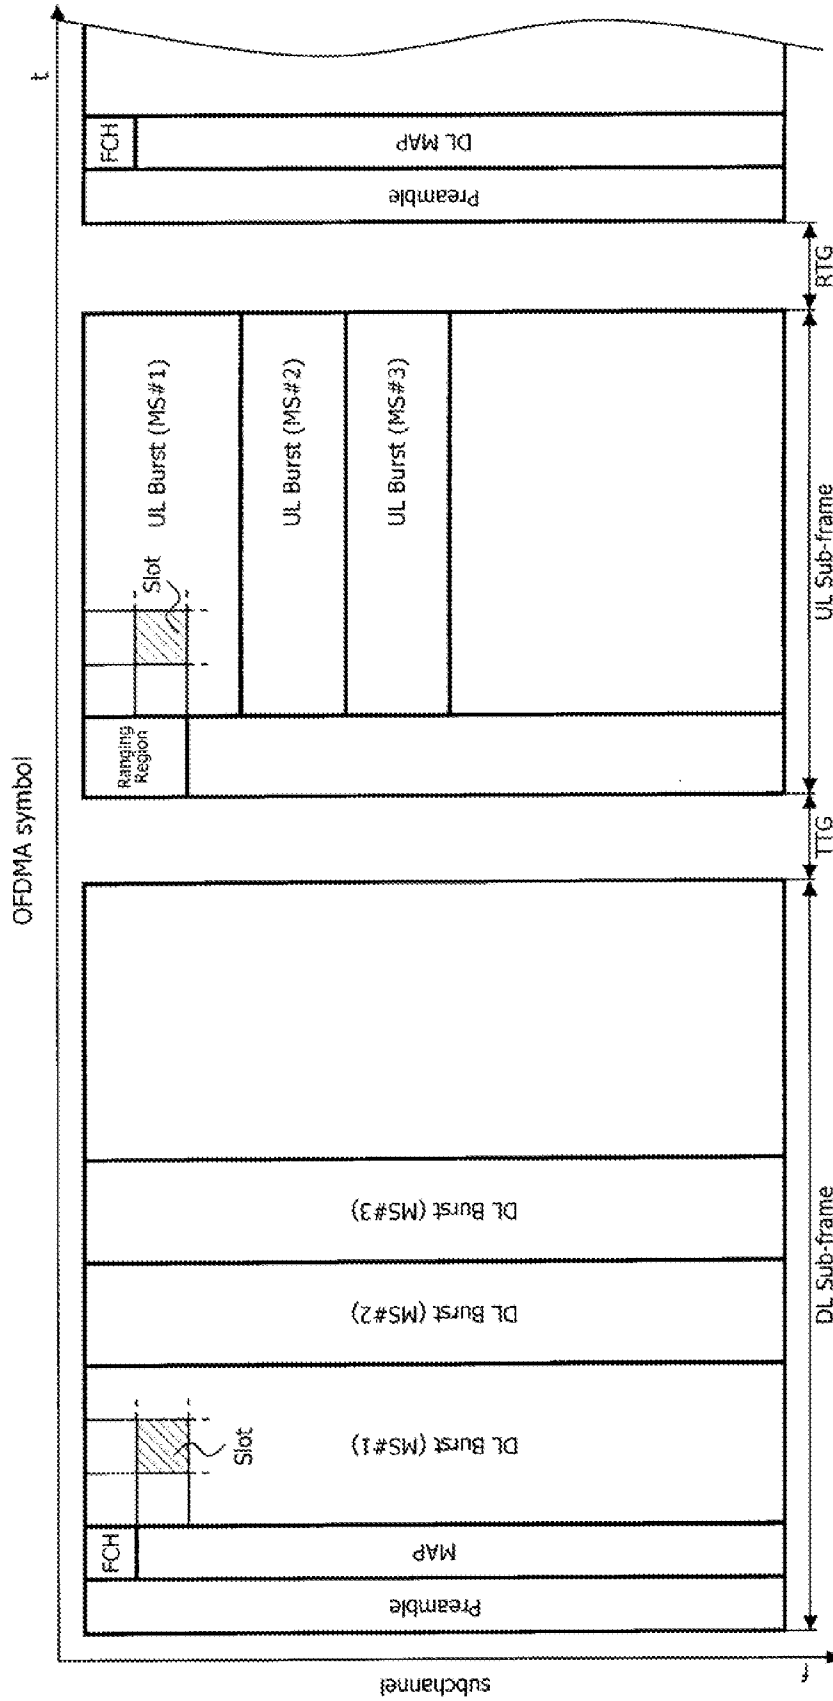 OFDMA symbol
t
subchannel
f
Preamble
FCH
MAP
Slot
DL Burst (MS#1)
DL Burst (MS#2)
DL Burst (MS#3)
DL Sub-frame
TTG
Ranging
Region
Slot
UL Burst (MS#1)
UL Burst (MS#2)
UL Burst (MS#3)
UL Sub-frame
RTG
Preamble
FCH
DL MAP